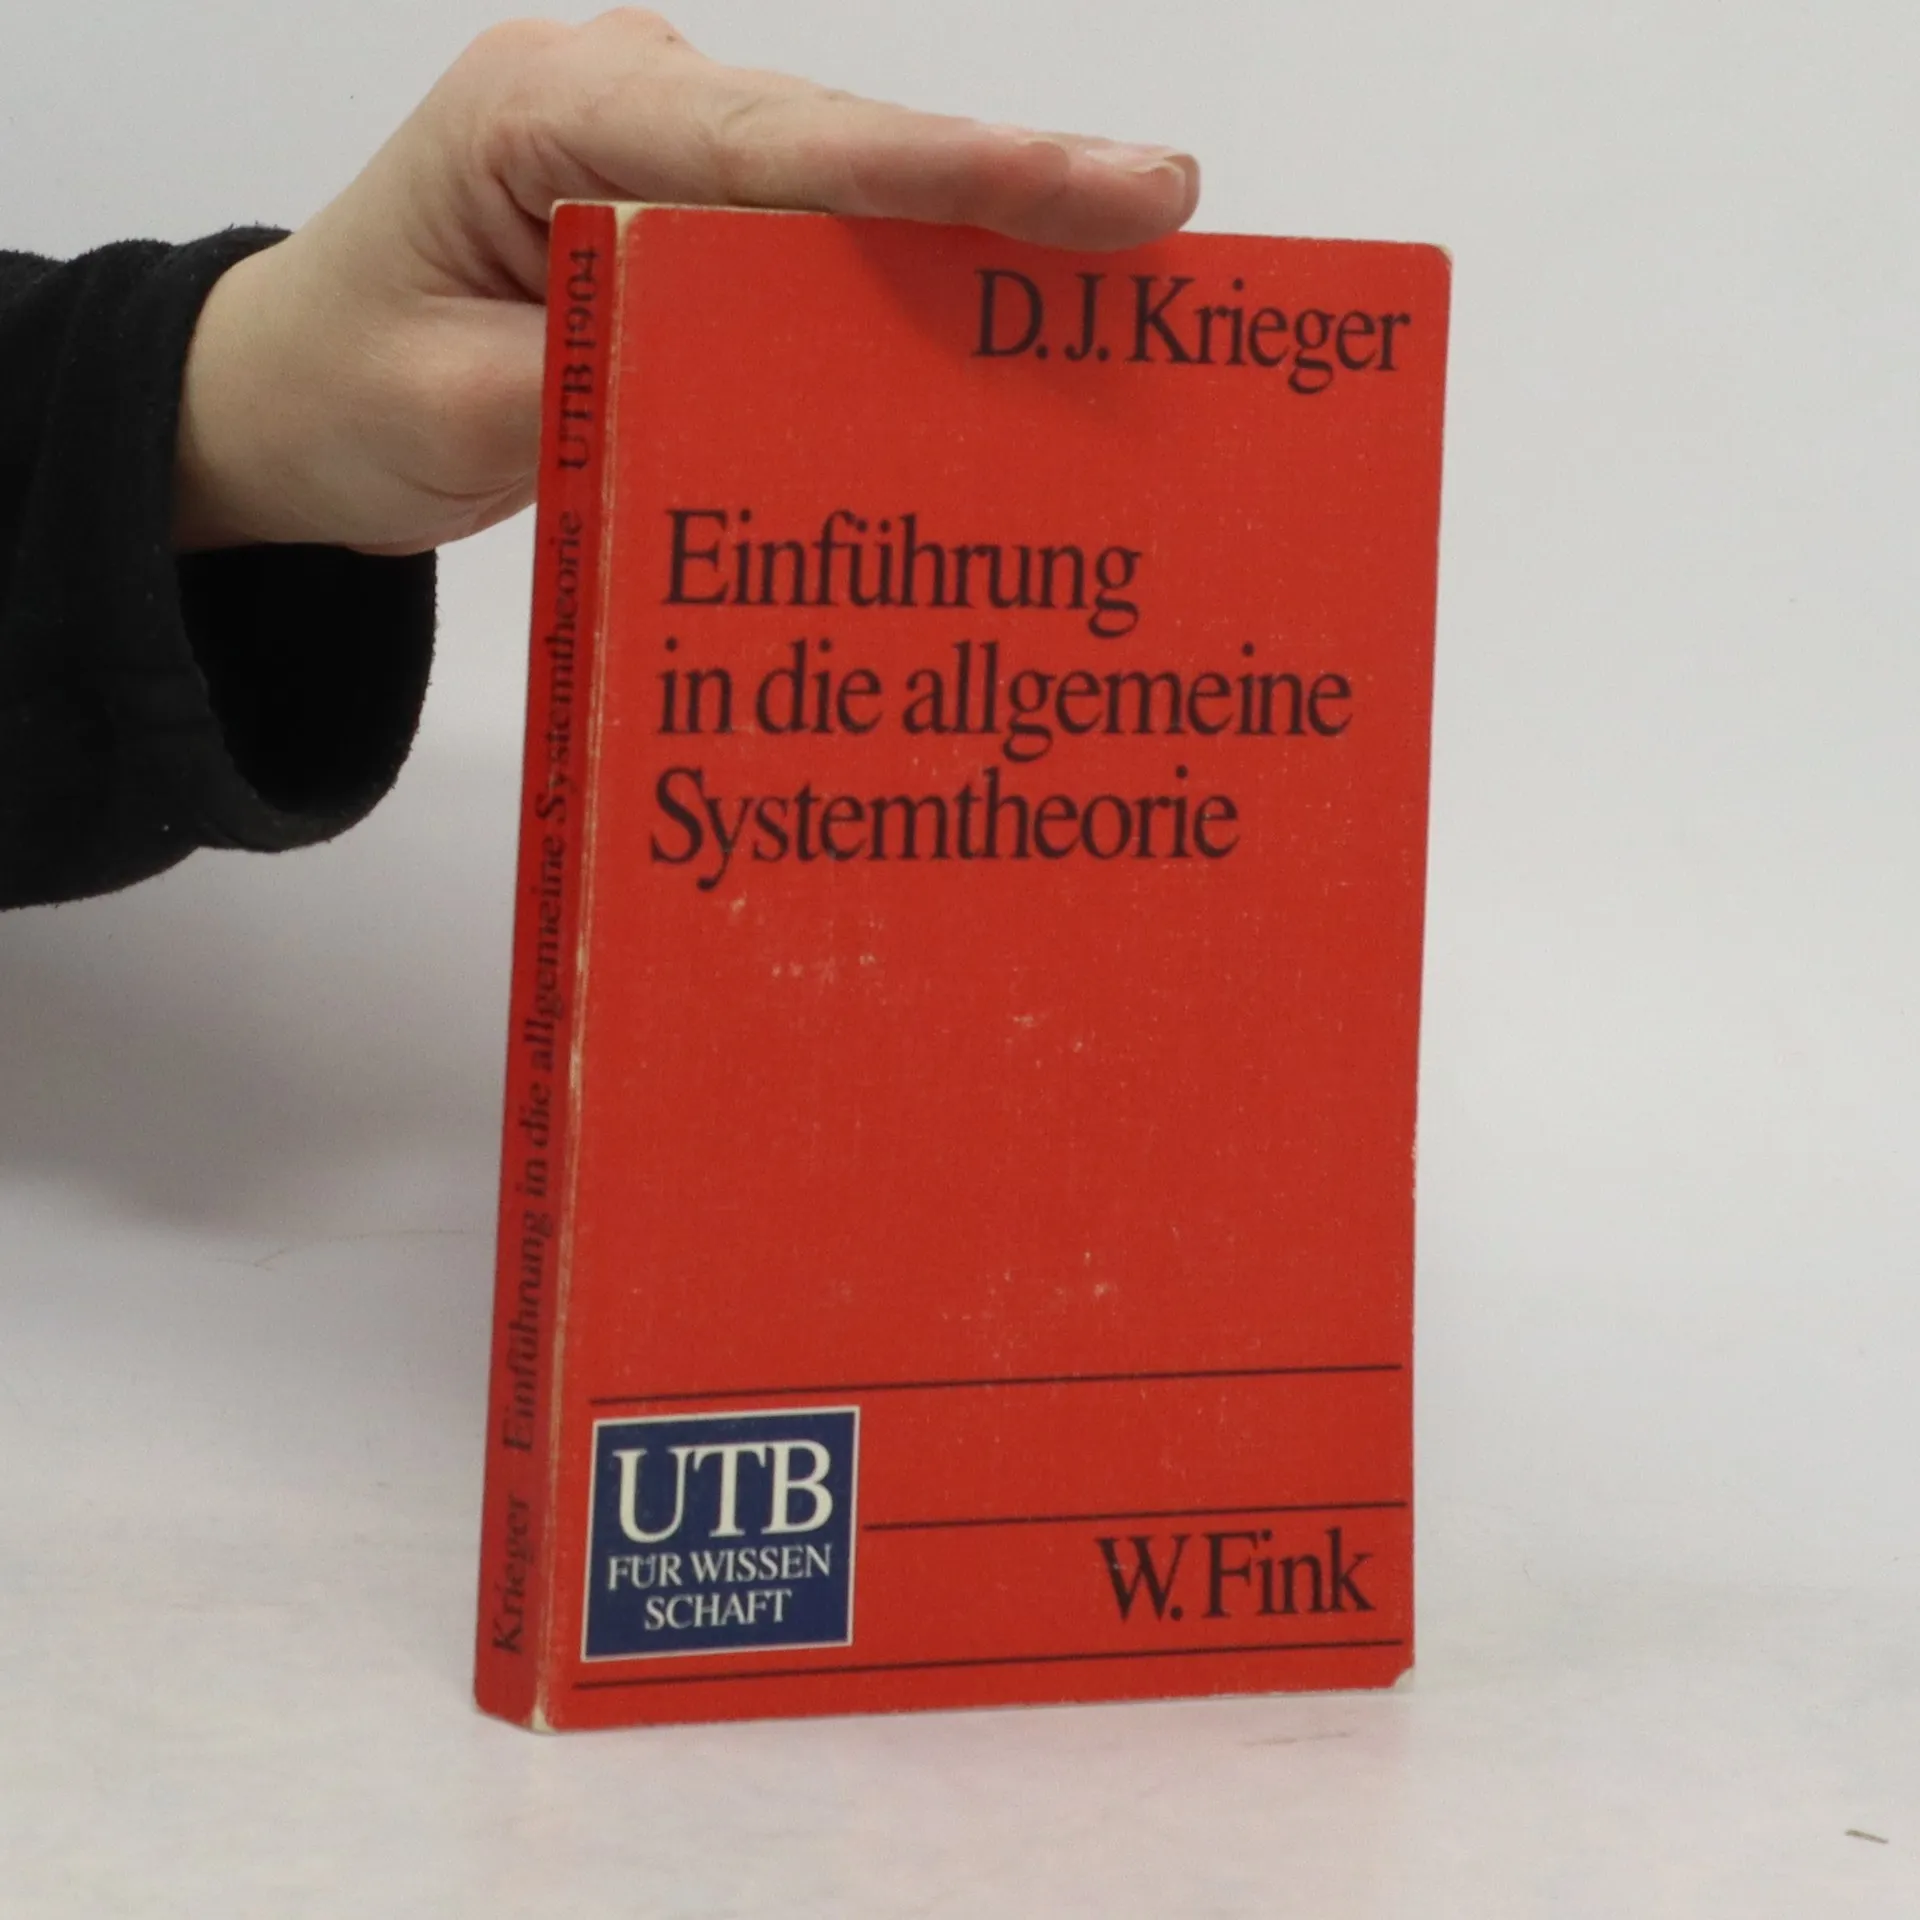 D. J. Krieger
Einführung
in die allgemeine
Systemtheorie
UTB
FÜR WISSEN
SCHAFT
W. Fink
Krieger Einführung in die allgemeine Systemtheorie UTB 1904